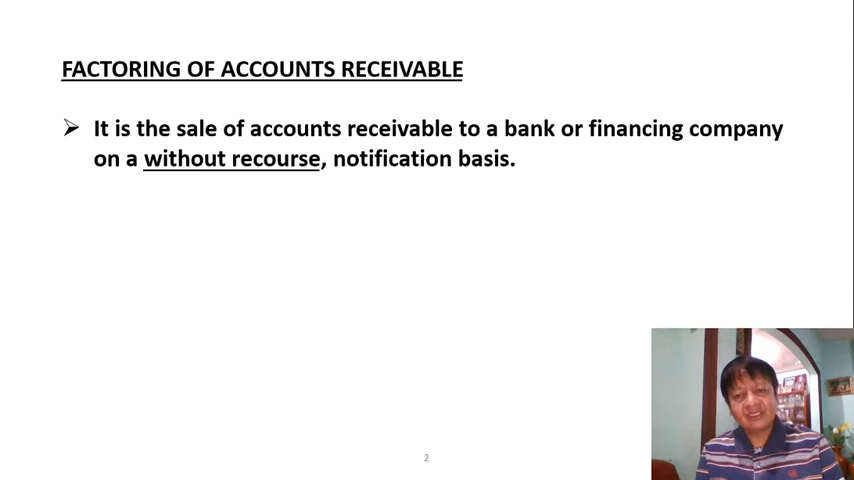 FACTORING OF ACCOUNTS RECEIVABLE
➢ It is the sale of accounts receivable to a bank or financing company
on a without recourse, notification basis.
2